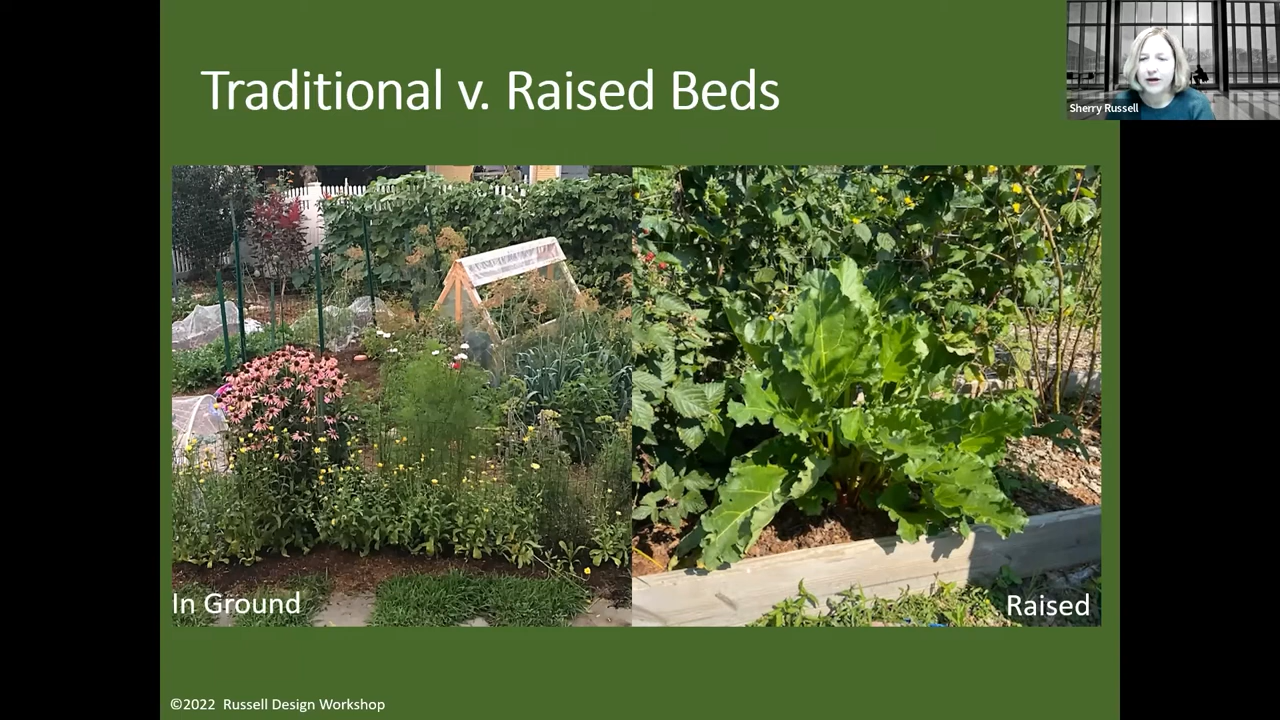 Traditional v. Raised Beds
Sherry Russell
In Ground
Raised
©2022 Russell Design Workshop